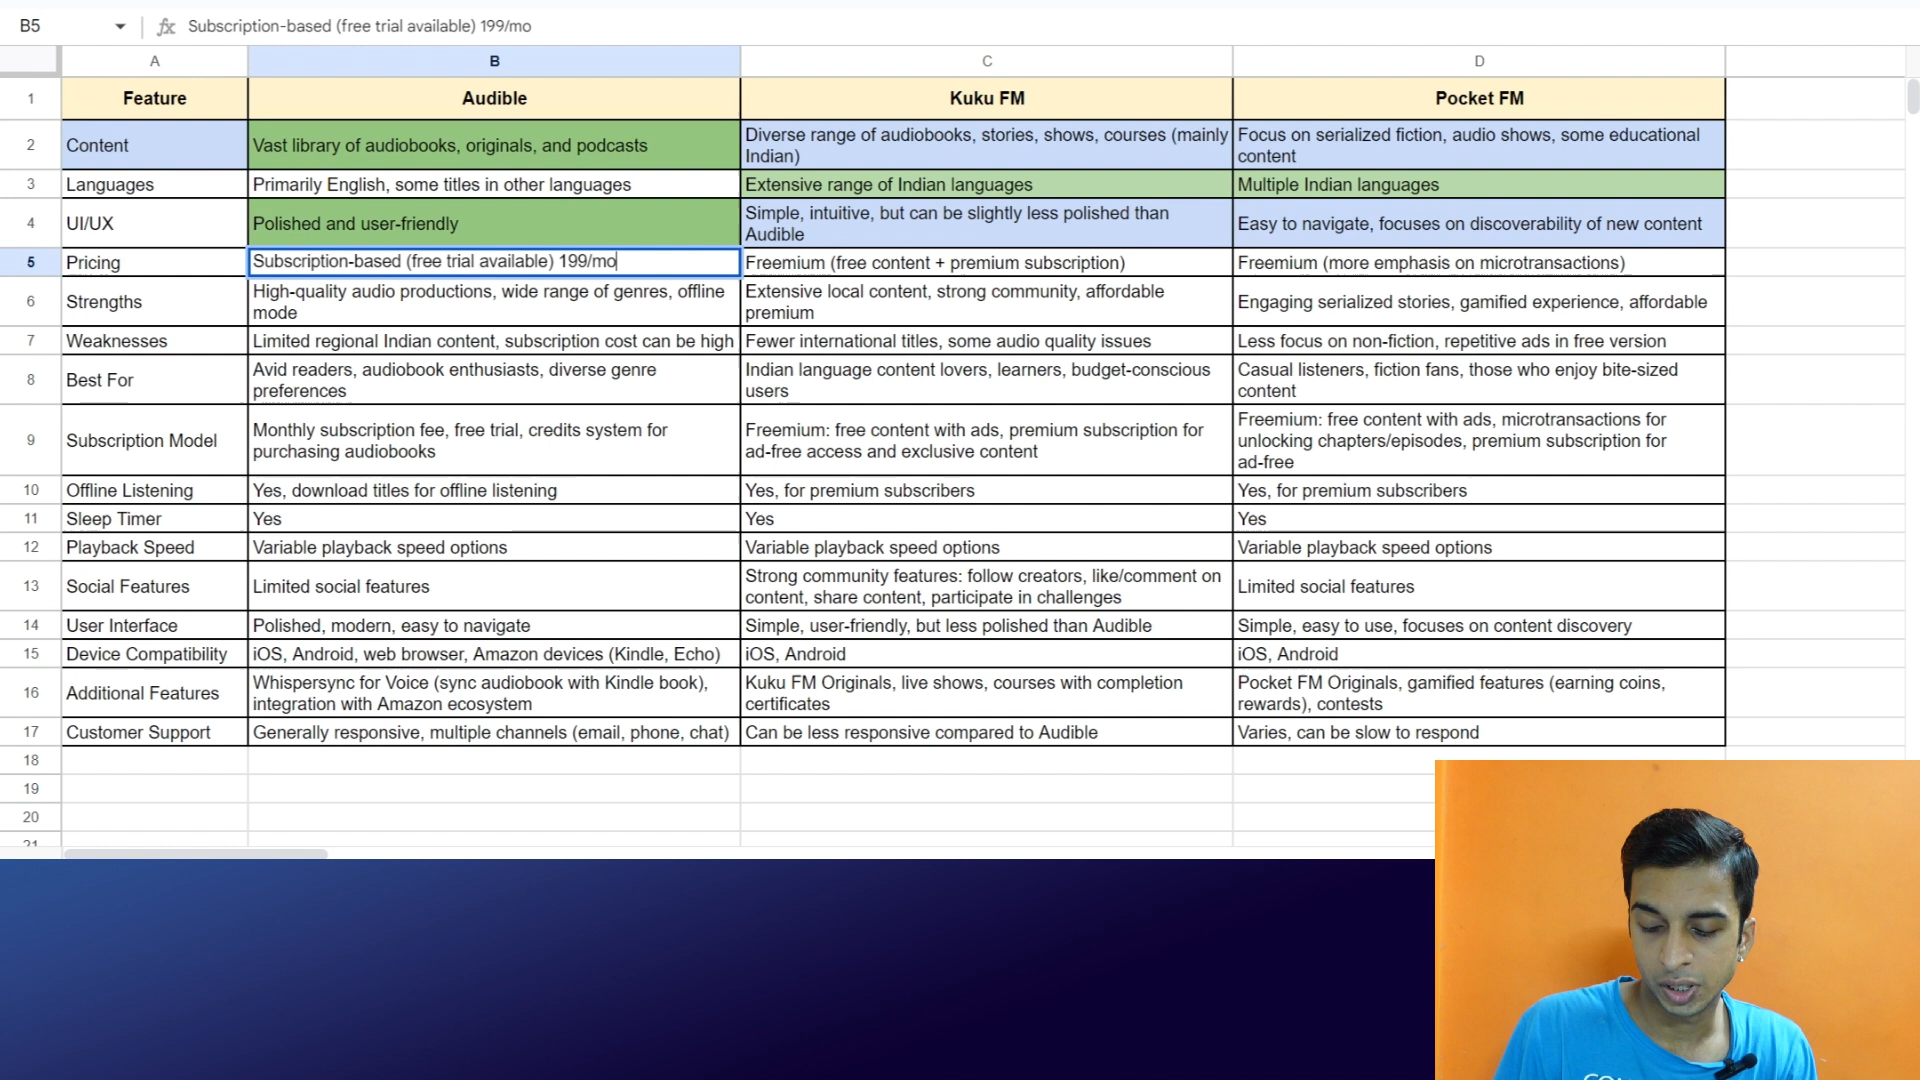 B5 fx Subscription-based (free trial available) 199/mo
A B C D
1 Feature Audible Kuku FM Pocket FM
2 Content Vast library of audiobooks, originals, and podcasts Diverse range of audiobooks, stories, shows, courses (mainly Indian) Focus on serialized fiction, audio shows, some educational content
3 Languages Primarily English, some titles in other languages Extensive range of Indian languages Multiple Indian languages
4 UI/UX Polished and user-friendly Simple, intuitive, but can be slightly less polished than Audible Easy to navigate, focuses on discoverability of new content
5 Pricing Subscription-based (free trial available) 199/mo Freemium (free content + premium subscription) Freemium (more emphasis on microtransactions)
6 Strengths High-quality audio productions, wide range of genres, offline mode Extensive local content, strong community, affordable premium Engaging serialized stories, gamified experience, affordable
7 Weaknesses Limited regional Indian content, subscription cost can be high Fewer international titles, some audio quality issues Less focus on non-fiction, repetitive ads in free version
8 Best For Avid readers, audiobook enthusiasts, diverse genre preferences Indian language content lovers, learners, budget-conscious users Casual listeners, fiction fans, those who enjoy bite-sized content
9 Subscription Model Monthly subscription fee, free trial, credits system for purchasing audiobooks Freemium: free content with ads, premium subscription for ad-free access and exclusive content Freemium: free content with ads, microtransactions for unlocking chapters/episodes, premium subscription for ad-free
10 Offline Listening Yes, download titles for offline listening Yes, for premium subscribers Yes, for premium subscribers
11 Sleep Timer Yes Yes Yes
12 Playback Speed Variable playback speed options Variable playback speed options Variable playback speed options
13 Social Features Limited social features Strong community features: follow creators, like/comment on content, share content, participate in challenges Limited social features
14 User Interface Polished, modern, easy to navigate Simple, user-friendly, but less polished than Audible Simple, easy to use, focuses on content discovery
15 Device Compatibility iOS, Android, web browser, Amazon devices (Kindle, Echo) iOS, Android iOS, Android
16 Additional Features Whispersync for Voice (sync audiobook with Kindle book), integration with Amazon ecosystem Kuku FM Originals, live shows, courses with completion certificates Pocket FM Originals, gamified features (earning coins, rewards), contests
17 Customer Support Generally responsive, multiple channels (email, phone, chat) Can be less responsive compared to Audible Varies, can be slow to respond
18
19
20
21